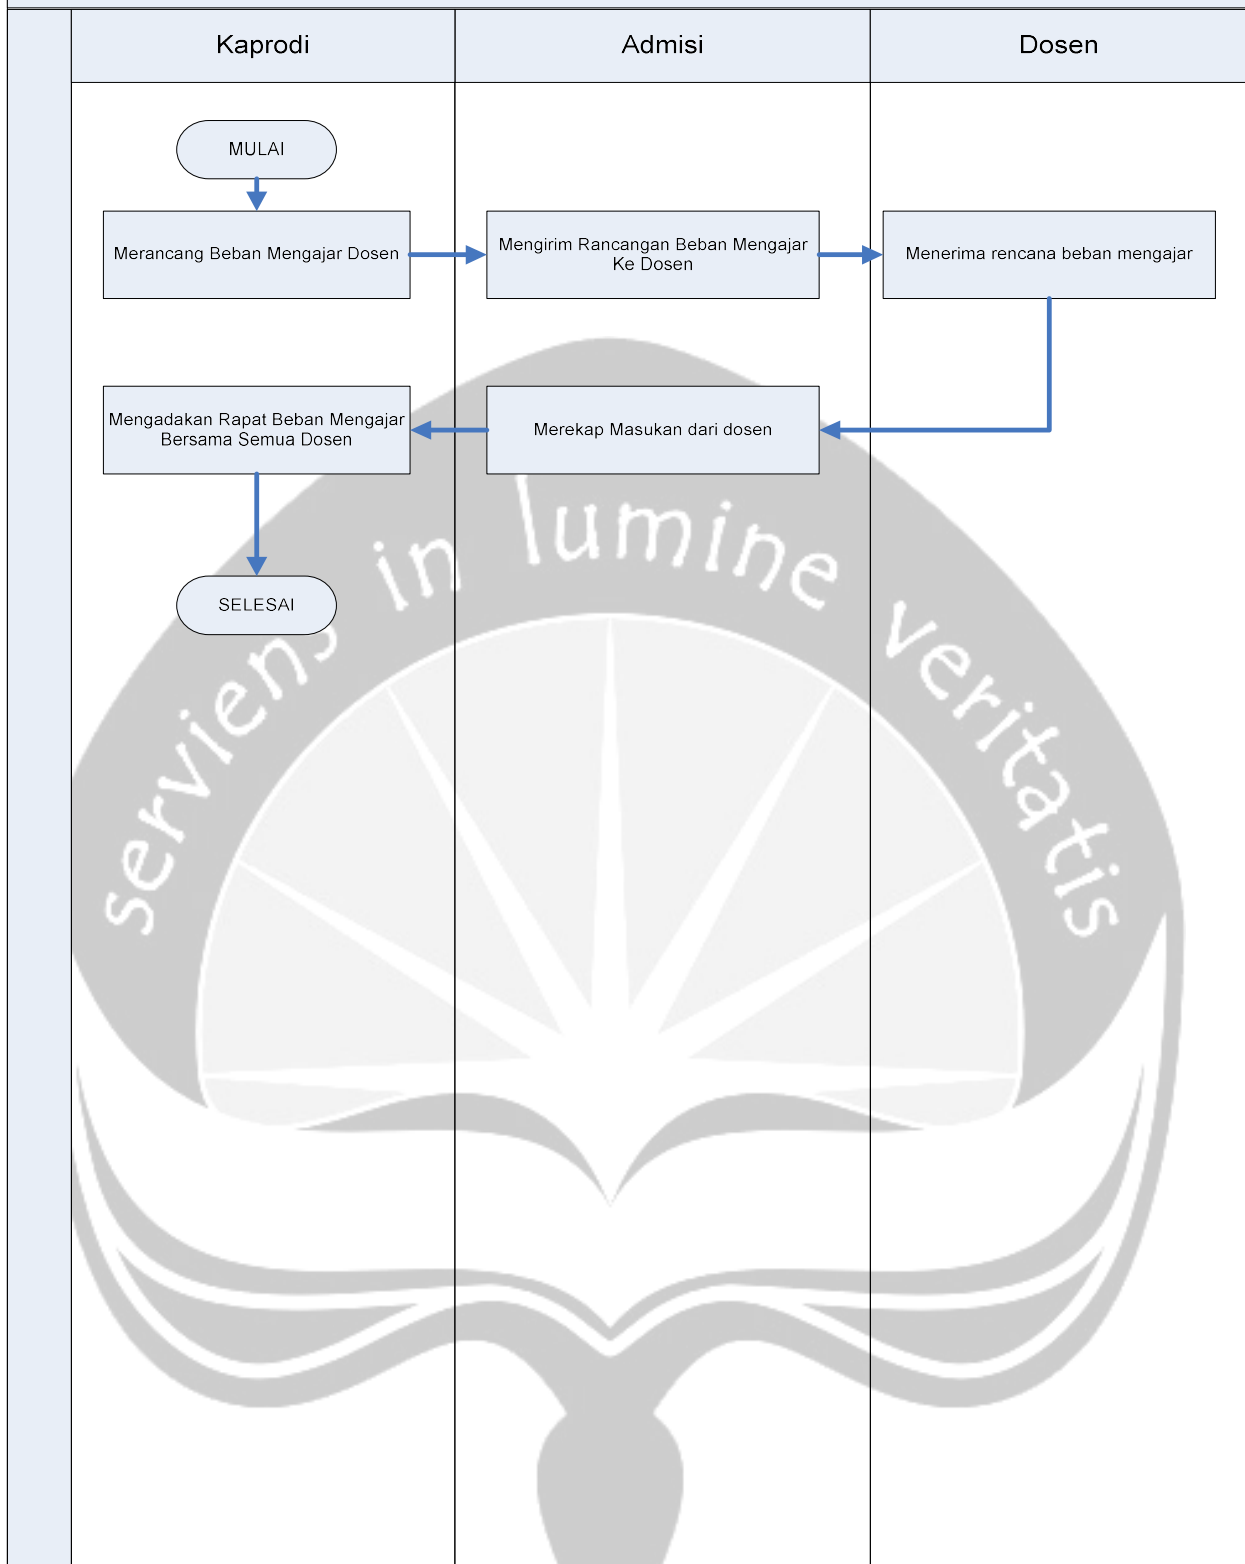 Kaprodi
Admisi
Dosen
MULAI
Merancang Beban Mengajar Dosen
Mengirim Rancangan Beban Mengajar
Ke Dosen
Menerima rencana beban mengajar
Mengadakan Rapat Beban Mengajar
Bersama Semua Dosen
Merekap Masukan dari dosen
SELESAI
serviens in lumine veritatis